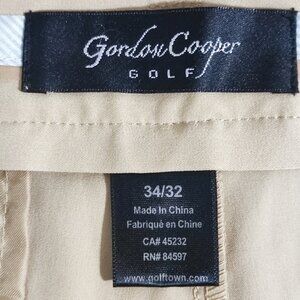 Gordon Cooper
GOLF
34/32
Made in China
Fabriqué en Chine
CA# 45232
RN# 84597
www.golftown.com